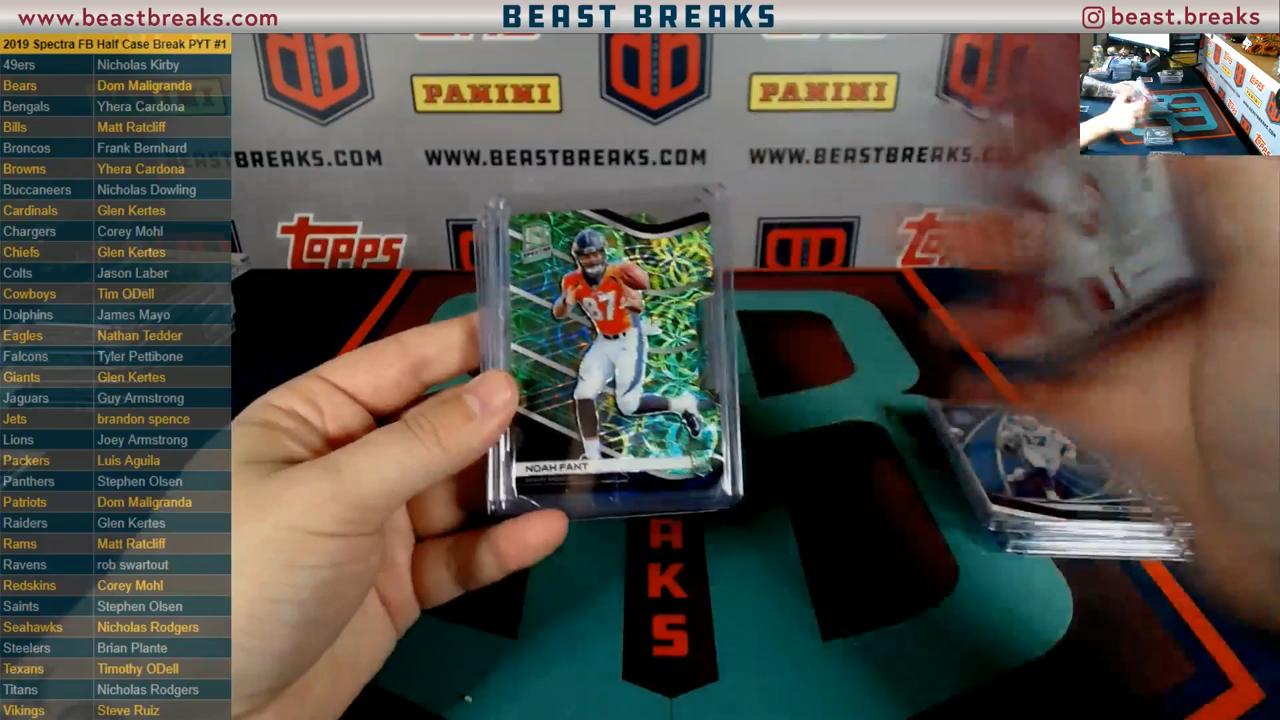 www.beastbreaks.com
BEAST BREAKS
beast.breaks
2019 Spectra FB Half Case Break PYT #1
49ers Nicholas Kirby
Bears Dom Maligranda
Bengals Yhera Cardona
Bills Matt Ratcliff
Broncos Frank Bernhard
Browns Yhera Cardona
Buccaneers Nicholas Dowling
Cardinals Glen Kertes
Chargers Corey Mohl
Chiefs Glen Kertes
Colts Jason Laber
Cowboys Tim ODell
Dolphins James Mayo
Eagles Nathan Tedder
Falcons Tyler Pettibone
Giants Glen Kertes
Jaguars Guy Armstrong
Jets brandon spence
Lions Joey Armstrong
Packers Luis Aguila
Panthers Stephen Olsen
Patriots Dom Maligranda
Raiders Glen Kertes
Rams Matt Ratcliff
Ravens rob swartout
Redskins Corey Mohl
Saints Stephen Olsen
Seahawks Nicholas Rodgers
Steelers Brian Plante
Texans Timothy ODell
Titans Nicholas Rodgers
Vikings Steve Ruiz
PANINI
PANINI
BREAKS.COM
WWW.BEASTBREAKS.COM
WWW.BEASTBREAKS.COM
topps
topps
87
NOAH FANT
AKS